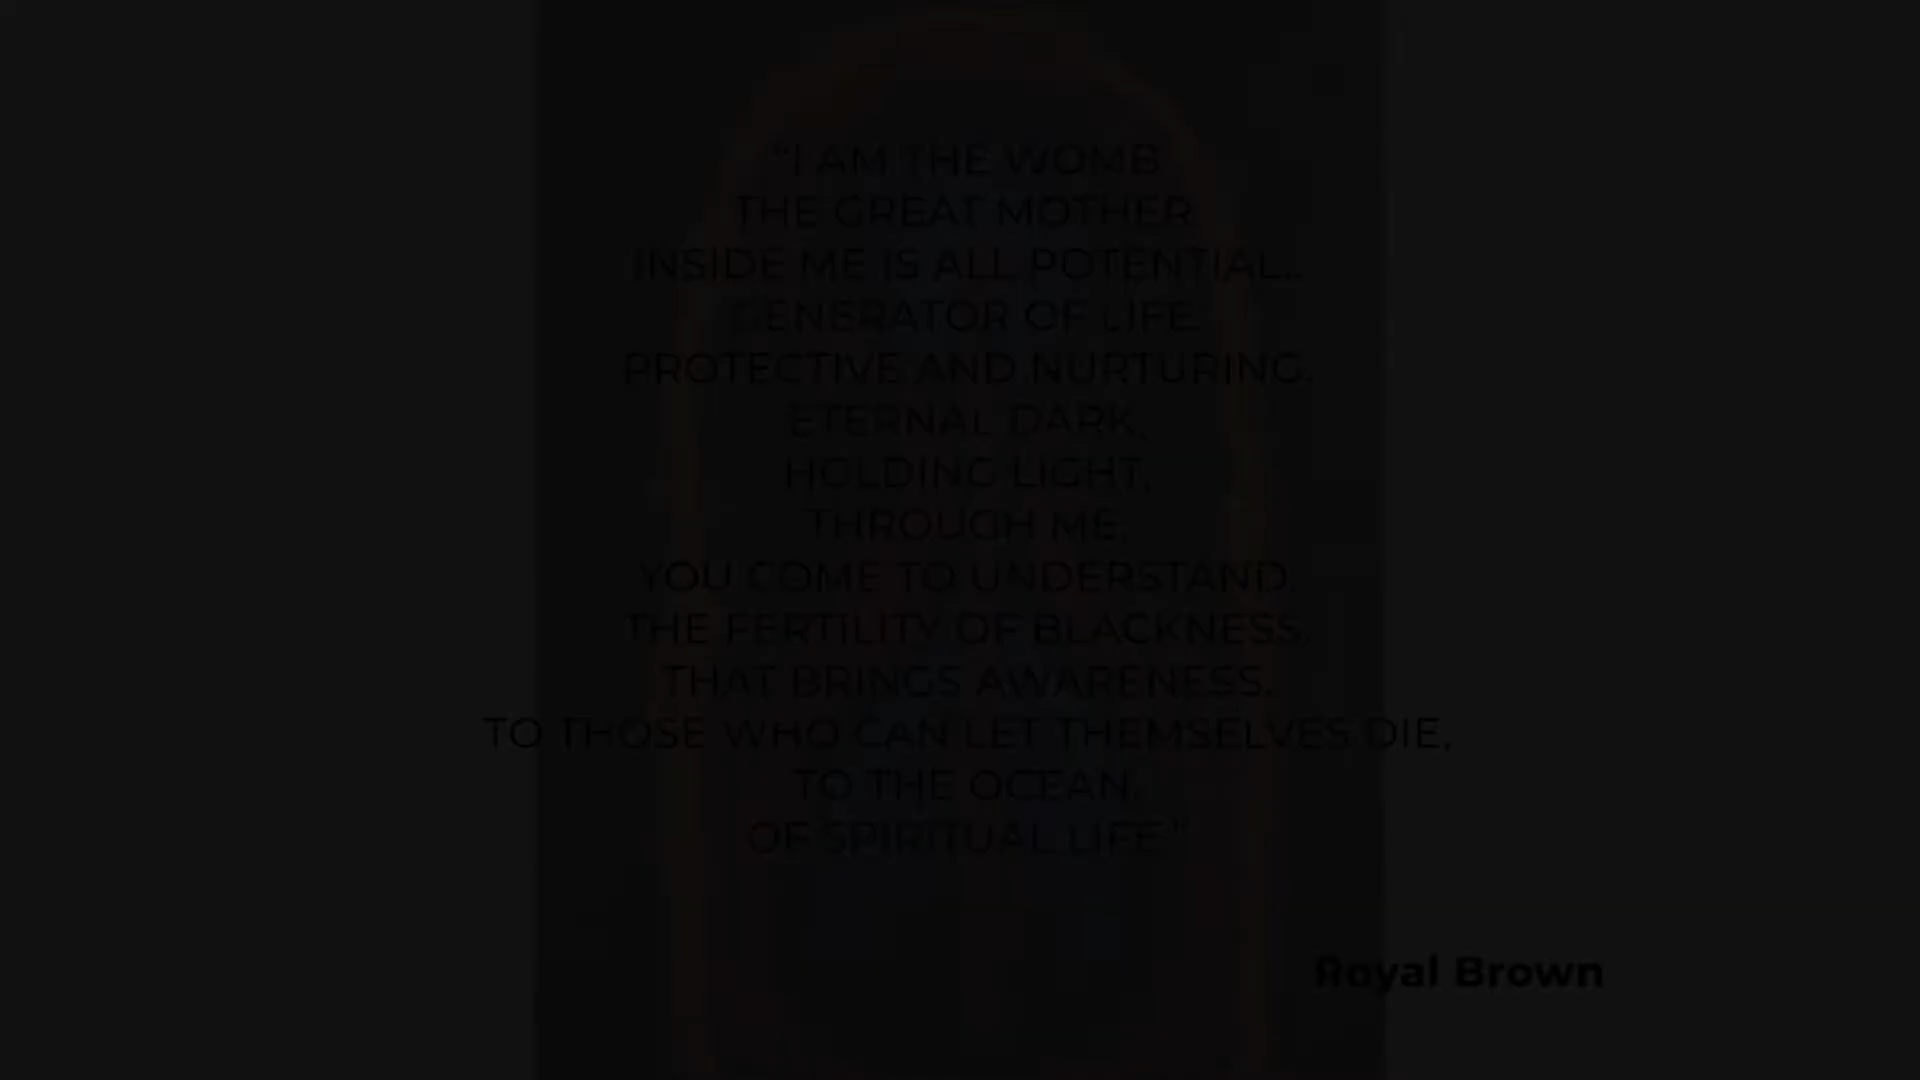 "I AM THE WOMB
THE GREAT MOTHER
INSIDE ME IS ALL POTENTIAL..
GENERATOR OF LIFE.
PROTECTIVE AND NURTURING.
ETERNAL DARK,
HOLDING LIGHT,
THROUGH ME,
YOU COME TO UNDERSTAND.
THE FERTILITY OF BLACKNESS,
THAT BRINGS AWARENESS.
TO THOSE WHO CAN LET THEMSELVES DIE,
TO THE OCEAN.
OF SPIRITUAL LIFE"
Royal Brown